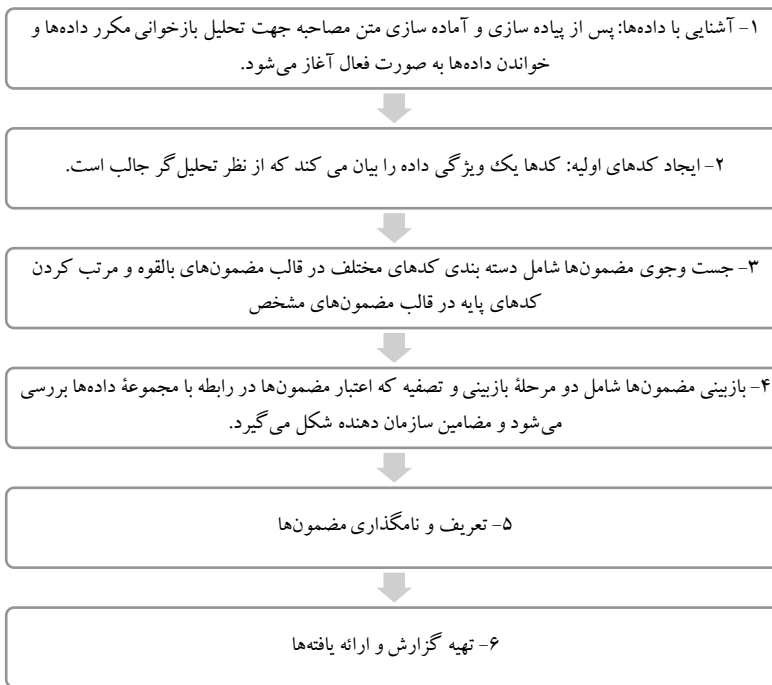 ۱- آشنایی با داده‌ها: پس از پیاده سازی و آماده سازی متن مصاحبه جهت تحلیل بازخوانی مکرر داده‌ها و
خواندن داده‌ها به صورت فعال آغاز می‌شود.
۲- ایجاد کدهای اولیه: کدها یک ویژگی داده را بیان می کند که از نظر تحلیل‌گر جالب است.
۳- جست وجوی مضمون‌ها شامل دسته بندی کدهای مختلف در قالب مضمون‌های بالقوه و مرتب کردن
کدهای پایه در قالب مضمون‌های مشخص
۴- بازبینی مضمون‌ها شامل دو مرحلۀ بازبینی و تصفیه که اعتبار مضمون‌ها در رابطه با مجموعۀ داده‌ها بررسی
می‌شود و مضامین سازمان دهنده شکل می‌گیرد.
۵- تعریف و نامگذاری مضمون‌ها
۶- تهیه گزارش و ارائه یافته‌ها